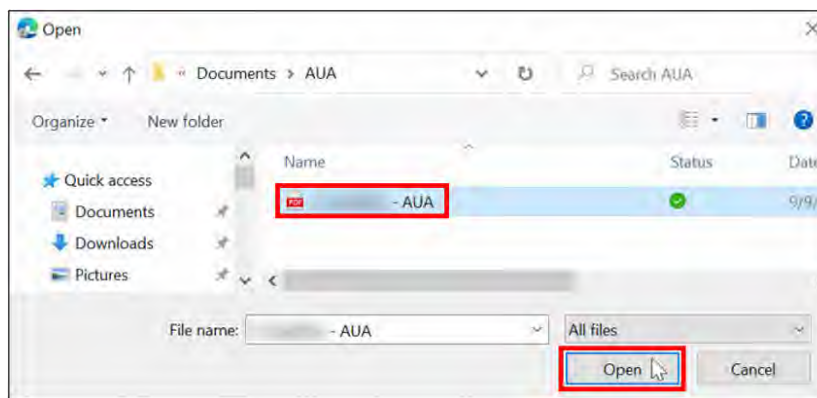 Open
« Documents > AUA
Search AUA
Organize
New folder
Name
Status
Date
Quick access
PDF
- AUA
9/9/
Documents
Downloads
Pictures
File name:
- AUA
All files
Open
Cancel